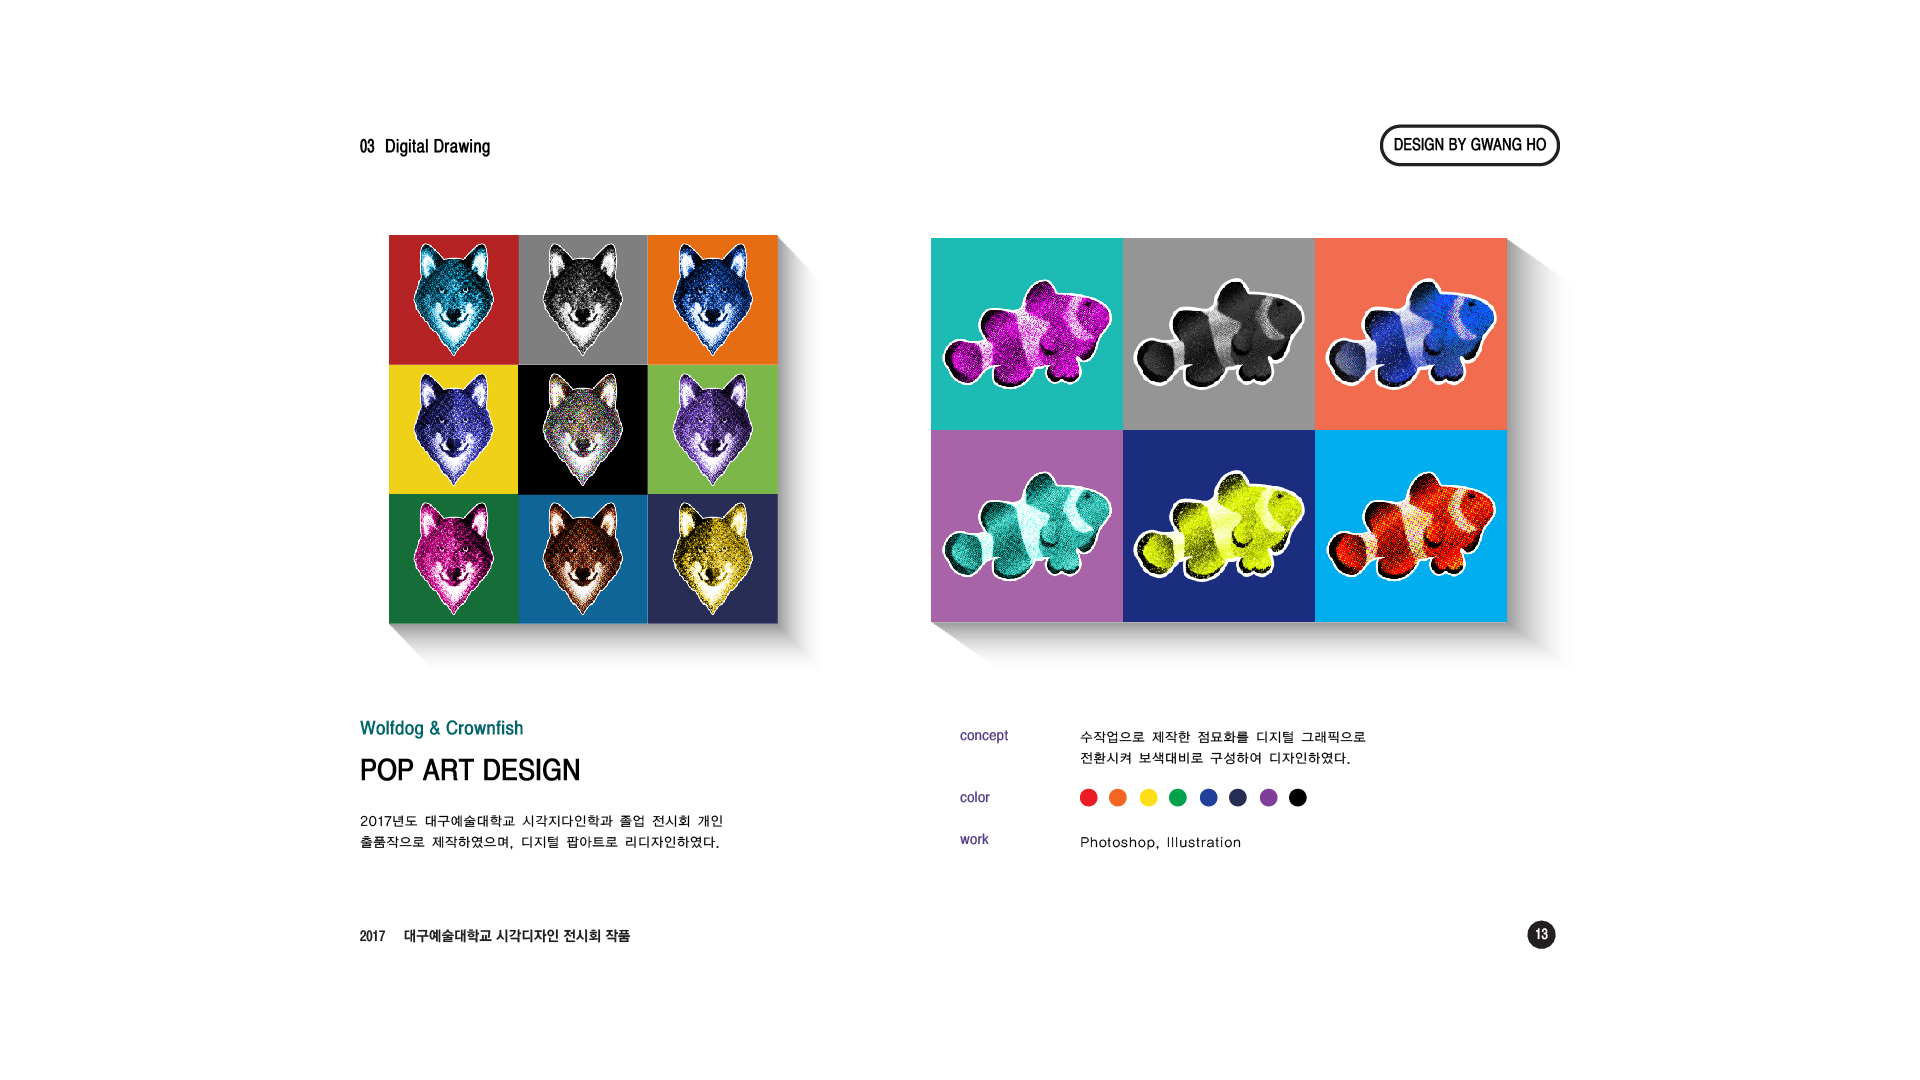 03 Digital Drawing
DESIGN BY GWANG HO
Wolfdog & Crownfish
POP ART DESIGN
2017년도 대구예술대학교 시각지다인학과 졸업 전시회 개인
출품작으로 제작하였으며, 디지털 팝아트로 리디자인하였다.
concept
수작업으로 제작한 점묘화를 디지털 그래픽으로
전환시켜 보색대비로 구성하여 디자인하였다.
color
work
Photoshop, Illustration
2017 대구예술대학교 시각디자인 전시회 작품
13